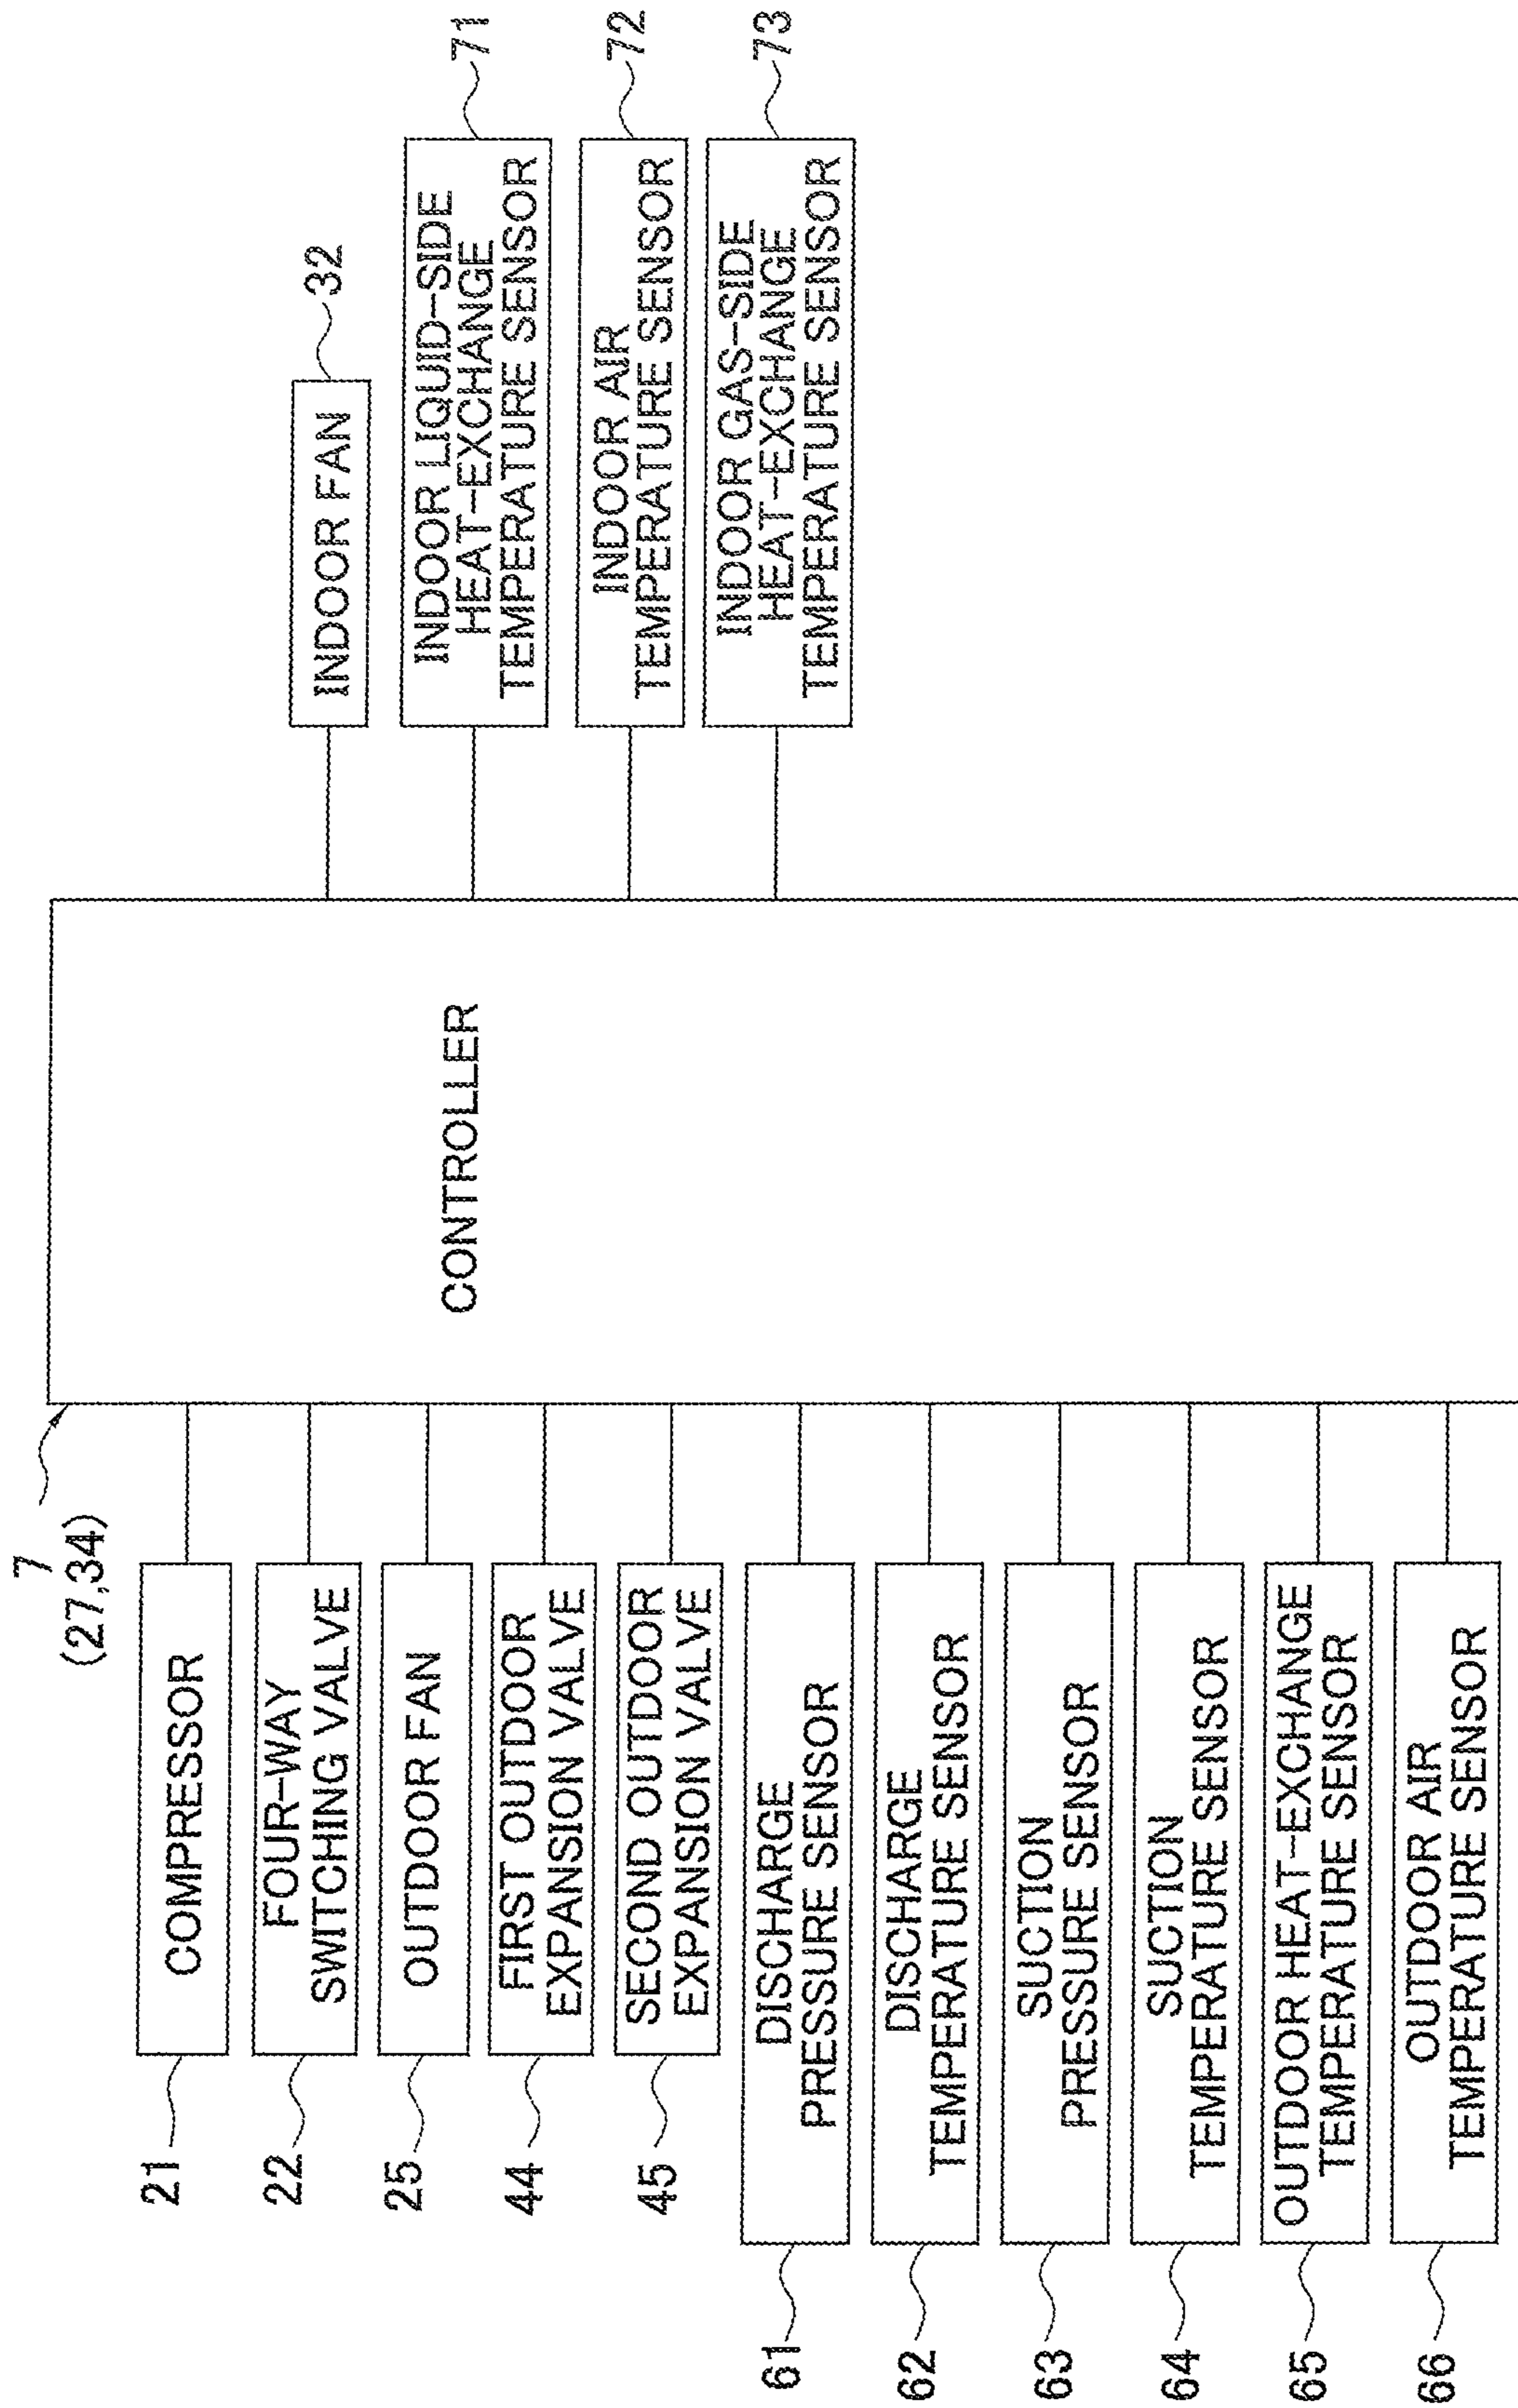 7
(27,34)
21
COMPRESSOR
22
FOUR-WAY
SWITCHING VALVE
25
OUTDOOR FAN
44
FIRST OUTDOOR
EXPANSION VALVE
45
SECOND OUTDOOR
EXPANSION VALVE
61
DISCHARGE
PRESSURE SENSOR
62
DISCHARGE
TEMPERATURE SENSOR
63
SUCTION
PRESSURE SENSOR
64
SUCTION
TEMPERATURE SENSOR
65
OUTDOOR HEAT-EXCHANGE
TEMPERATURE SENSOR
66
OUTDOOR AIR
TEMPERATURE SENSOR
CONTROLLER
INDOOR FAN
32
INDOOR LIQUID-SIDE
HEAT-EXCHANGE
TEMPERATURE SENSOR
71
INDOOR AIR
TEMPERATURE SENSOR
72
INDOOR GAS-SIDE
HEAT-EXCHANGE
TEMPERATURE SENSOR
73